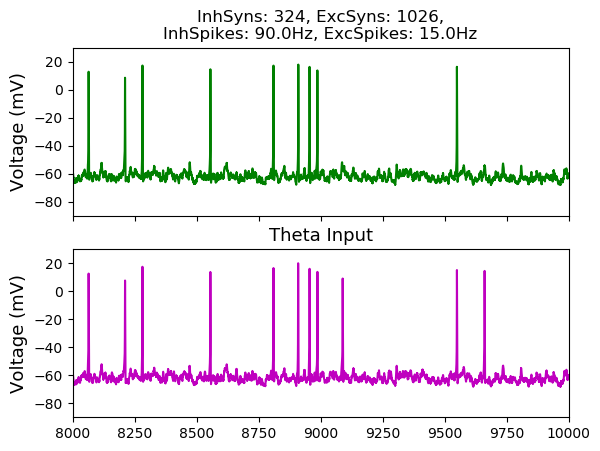 InhSyns: 324, ExcSyns: 1026,
InhSpikes: 90.0Hz, ExcSpikes: 15.0Hz
Voltage (mV)
20
0
−20
−40
−60
−80
Theta Input
Voltage (mV)
20
0
−20
−40
−60
−80
8000 8250 8500 8750 9000 9250 9500 9750 10000